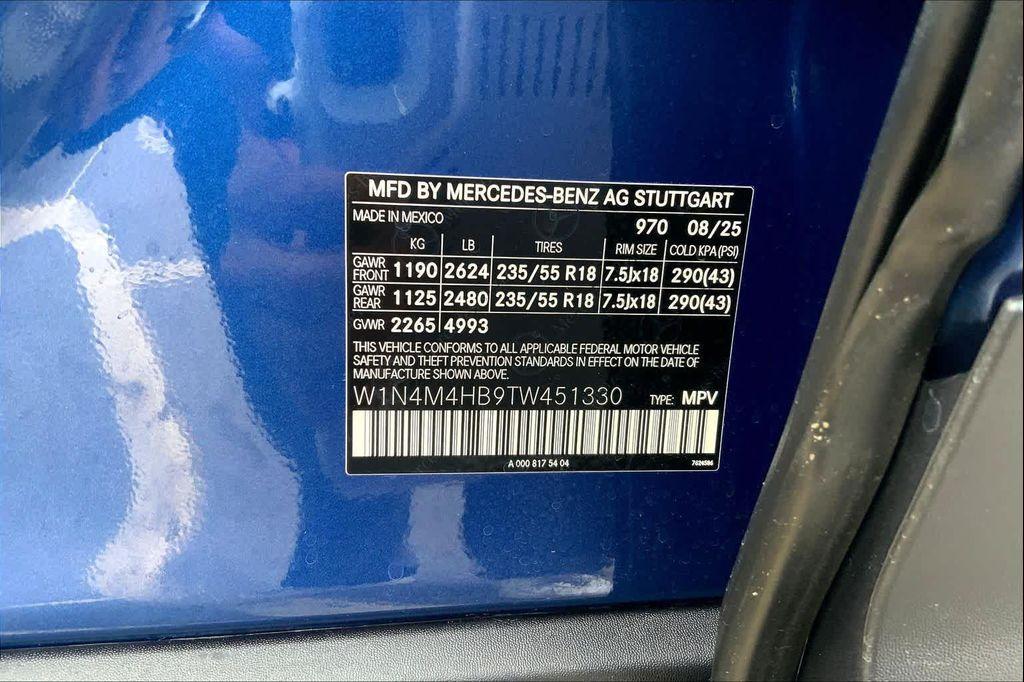 MFD BY MERCEDES-BENZ AG STUTTGART
MADE IN MEXICO 970 08/25
KG LB TIRES RIM SIZE COLD KPA (PSI)
GAWR FRONT 1190 2624 235/55 R18 7.5Jx18 290(43)
GAWR REAR 1125 2480 235/55 R18 7.5Jx18 290(43)
GVWR 2265 4993
THIS VEHICLE CONFORMS TO ALL APPLICABLE FEDERAL MOTOR VEHICLE
SAFETY AND THEFT PREVENTION STANDARDS IN EFFECT ON THE DATE OF
MANUFACTURE SHOWN ABOVE.
W1N4M4HB9TW451330 TYPE: MPV
A 000 817 54 04 7624586